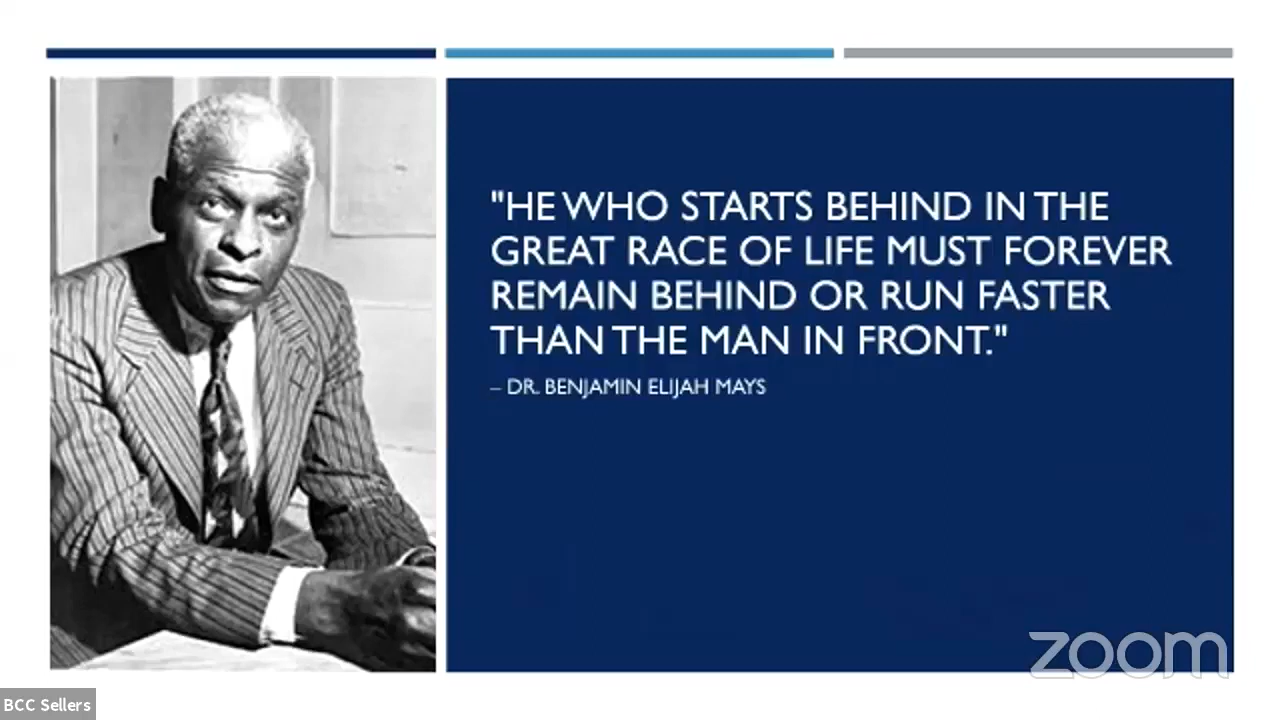 "HE WHO STARTS BEHIND IN THE
GREAT RACE OF LIFE MUST FOREVER
REMAIN BEHIND OR RUN FASTER
THAN THE MAN IN FRONT."
– DR. BENJAMIN ELIJAH MAYS
zoom
BCC Sellers